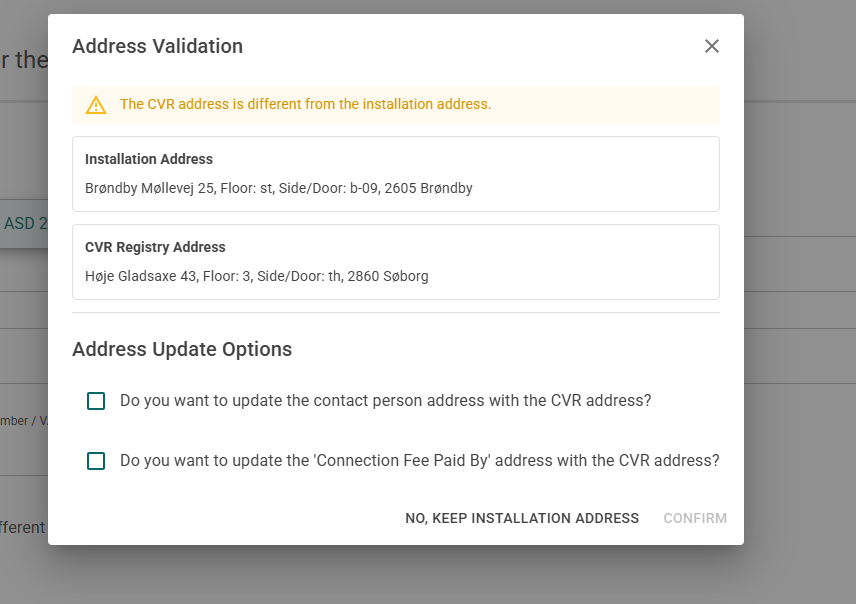 r the
Address Validation
The CVR address is different from the installation address.
Installation Address
Brøndby Møllevej 25, Floor: st, Side/Door: b-09, 2605 Brøndby
ASD 2
CVR Registry Address
Høje Gladsaxe 43, Floor: 3, Side/Door: th, 2860 Søborg
Address Update Options
Do you want to update the contact person address with the CVR address?
mber / V
Do you want to update the 'Connection Fee Paid By' address with the CVR address?
NO, KEEP INSTALLATION ADDRESS CONFIRM
fferent